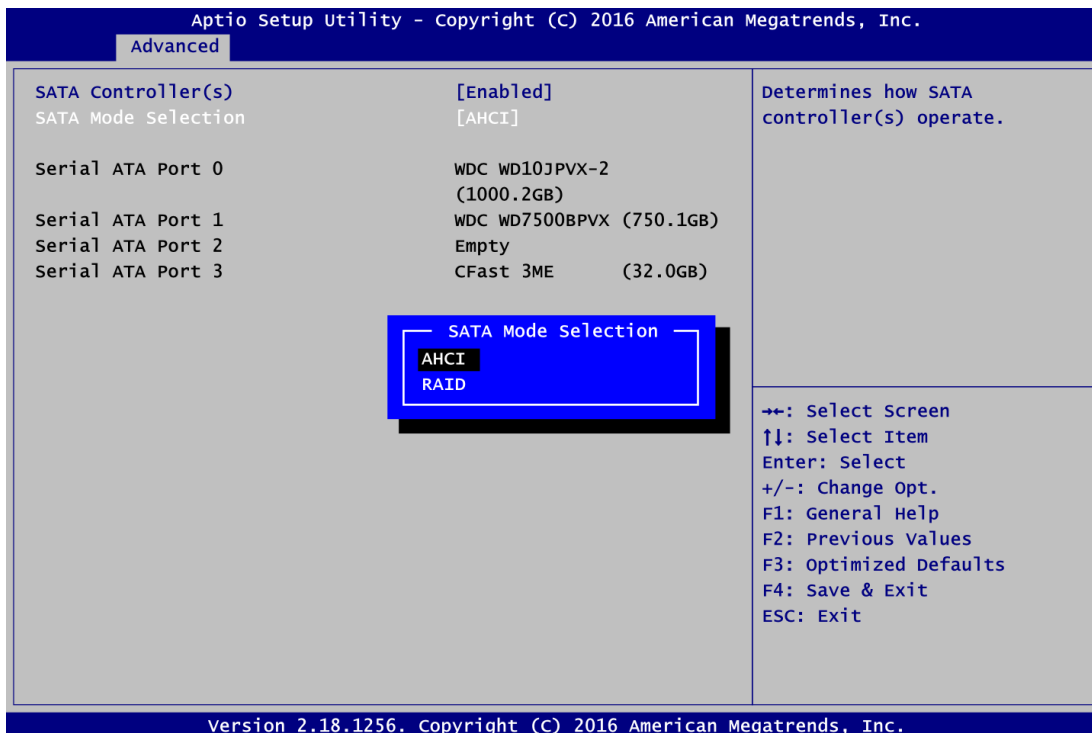 Aptio Setup Utility - Copyright (C) 2016 American Megatrends, Inc.
Advanced
SATA Controller(s) [Enabled]
SATA Mode Selection [AHCI]
Serial ATA Port 0 WDC WD10JPVX-2
(1000.2GB)
Serial ATA Port 1 WDC WD7500BPVX (750.1GB)
Serial ATA Port 2 Empty
Serial ATA Port 3 CFast 3ME (32.0GB)
SATA Mode Selection
AHCI
RAID
Determines how SATA
controller(s) operate.
→←: Select Screen
↑↓: Select Item
Enter: Select
+/-: Change Opt.
F1: General Help
F2: Previous Values
F3: Optimized Defaults
F4: Save & Exit
ESC: Exit
Version 2.18.1256. Copyright (C) 2016 American Megatrends, Inc.